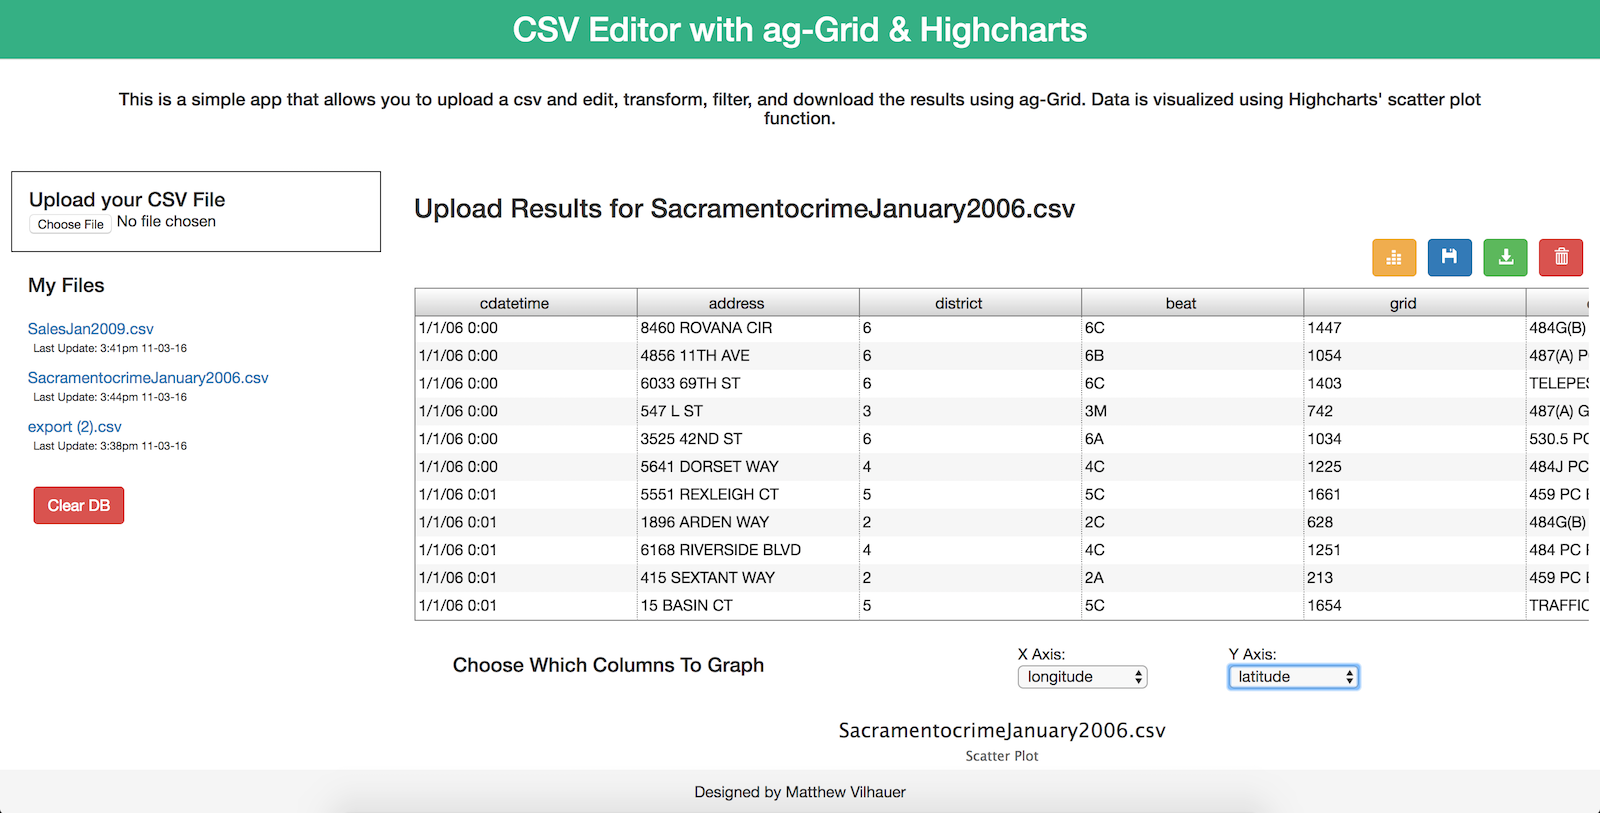 CSV Editor with ag-Grid & Highcharts
This is a simple app that allows you to upload a csv and edit, transform, filter, and download the results using ag-Grid. Data is visualized using Highcharts' scatter plot
function.
Upload your CSV File
Choose File No file chosen
My Files
SalesJan2009.csv
Last Update: 3:41pm 11-03-16
SacramentocrimeJanuary2006.csv
Last Update: 3:44pm 11-03-16
export (2).csv
Last Update: 3:38pm 11-03-16
Clear DB
Upload Results for SacramentocrimeJanuary2006.csv
cdatetime address district beat grid
1/1/06 0:00 8460 ROVANA CIR 6 6C 1447 484G(B)
1/1/06 0:00 4856 11TH AVE 6 6B 1054 487(A) P
1/1/06 0:00 6033 69TH ST 6 6C 1403 TELEPES
1/1/06 0:00 547 L ST 3 3M 742 487(A) G
1/1/06 0:00 3525 42ND ST 6 6A 1034 530.5 PC
1/1/06 0:00 5641 DORSET WAY 4 4C 1225 484J PC
1/1/06 0:01 5551 REXLEIGH CT 5 5C 1661 459 PC
1/1/06 0:01 1896 ARDEN WAY 2 2C 628 484G(B)
1/1/06 0:01 6168 RIVERSIDE BLVD 4 4C 1251 484 PC
1/1/06 0:01 415 SEXTANT WAY 2 2A 213 459 PC
1/1/06 0:01 15 BASIN CT 5 5C 1654 TRAFFIC
Choose Which Columns To Graph
X Axis: Y Axis:
longitude latitude
SacramentocrimeJanuary2006.csv
Scatter Plot
Designed by Matthew Vilhauer